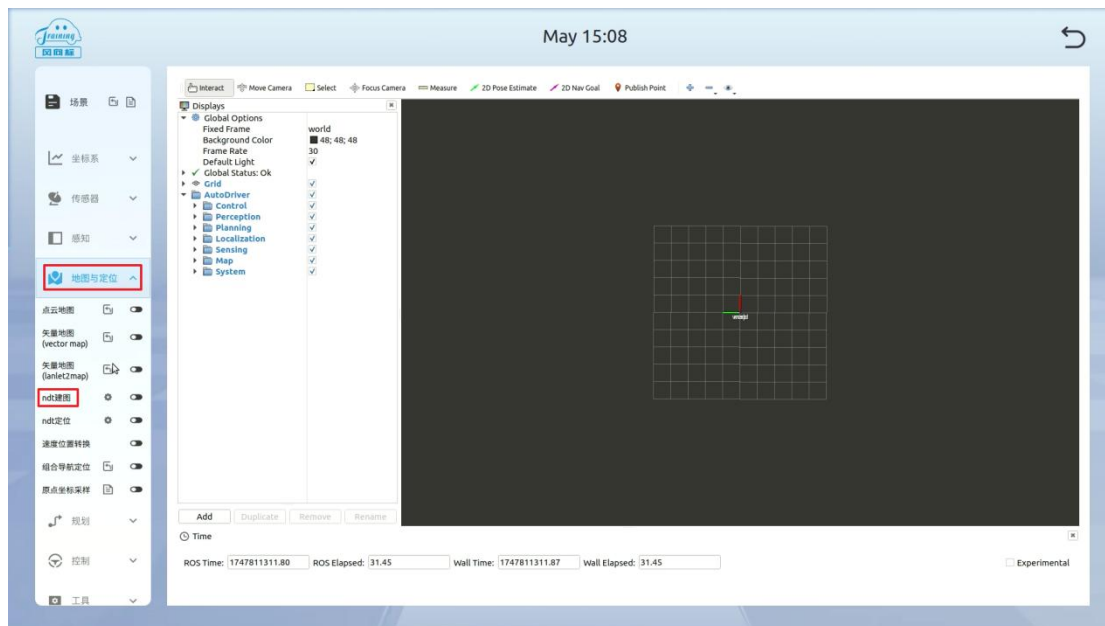 Training
May 15:08
场景
坐标系
传感器
感知
地图与定位
点云地图
矢量地图
(vector map)
矢量地图
(lanlet2map)
ndt建图
ndt定位
速度位置转换
组合导航定位
原点坐标采样
规划
控制
工具
Interact Move Camera Select Focus Camera Measure 2D Pose Estimate 2D Nav Goal Publish Point
Displays
Global Options
Fixed Frame world
Background Color 48; 48; 48
Frame Rate 30
Default Light
Global Status: Ok
Grid
AutoDriver
Control
Perception
Planning
Localization
Sensing
Map
System
Add Duplicate Remove Rename
Time
ROS Time: 1747811311.80 ROS Elapsed: 31.45 Wall Time: 1747811311.87 Wall Elapsed: 31.45 Experimental